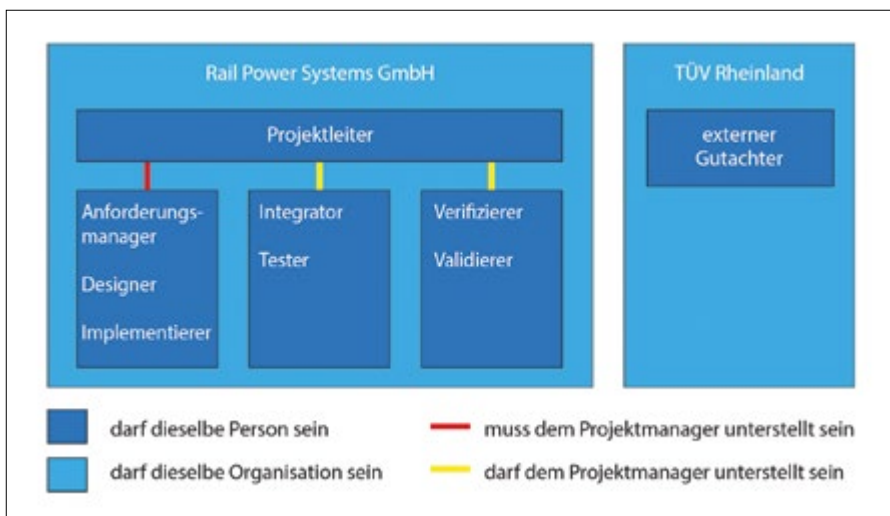 Rail Power Systems GmbH
Projektleiter
Anforderungs-
manager
Designer
Implementierer
Integrator
Tester
Verifizierer
Validierer
TÜV Rheinland
externer
Gutachter
darf dieselbe Person sein
darf dieselbe Organisation sein
muss dem Projektmanager unterstellt sein
darf dem Projektmanager unterstellt sein